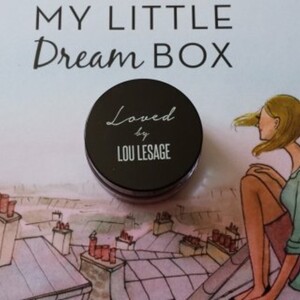 MY LITTLE
Dream BOX
Loved
by
LOU LESAGE